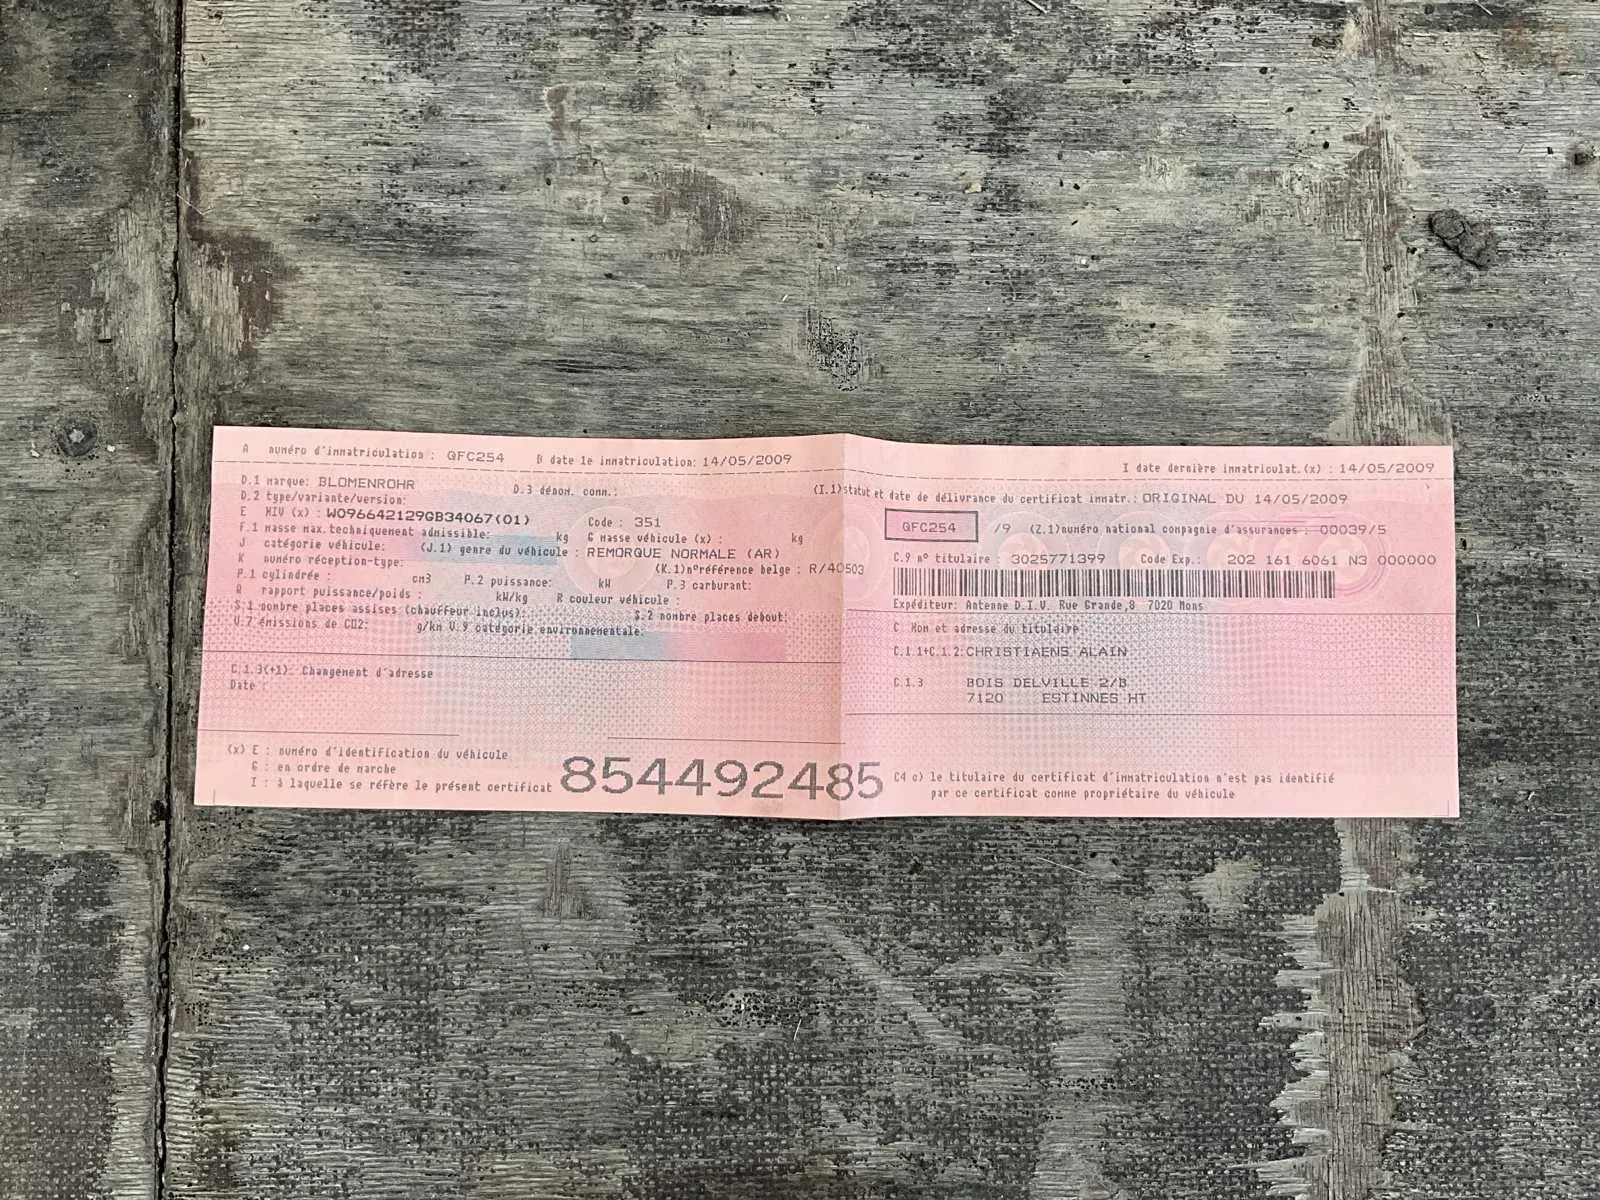 A numéro d'immatriculation : QFC254 B date 1e immatriculation: 14/05/2009
D.1 marque: BLOMENROHR
D.2 type/variante/version: D.3 dénom. comm.:
E NIV (x) : W096642129GB34067(01) Code : 351
F.1 masse max.techniquement admissible: kg G masse véhicule (x) : kg
J catégorie véhicule: (J.1) genre du véhicule : REMORQUE NORMALE (AR)
K numéro réception-type: (K.1)n°référence belge : R/40503
P.1 cylindrée : cm3 P.2 puissance: kW P.3 carburant:
Q rapport puissance/poids : kW/kg R couleur véhicule :
S.1 nombre places assises (chauffeur inclus): S.2 nombre places debout:
V.7 émissions de CO2: g/km V.9 catégorie environnementale:
C.1.3(+1): Changement d'adresse
Date :
(x) E : numéro d'identification du véhicule
G : en ordre de marche
I : à laquelle se réfère le présent certificat 854492485
I date dernière immatriculat.(x) : 14/05/2009
(I.1)statut et date de délivrance du certificat immatr.: ORIGINAL DU 14/05/2009
QFC254 /9 (Z.1)numéro national compagnie d'assurances : 00039/5
C.9 n° titulaire : 3025771399 Code Exp.: 202 161 6061 N3 000000
Expéditeur: Antenne D.I.V. Rue Grande,8 7020 Mons
C Nom et adresse du titulaire
C.1.1+C.1.2: CHRISTIAENS ALAIN
C.1.3 BOIS DELVILLE 2/B
7120 ESTINNES HT
C4 c) le titulaire du certificat d'immatriculation n'est pas identifié
par ce certificat comme propriétaire du véhicule